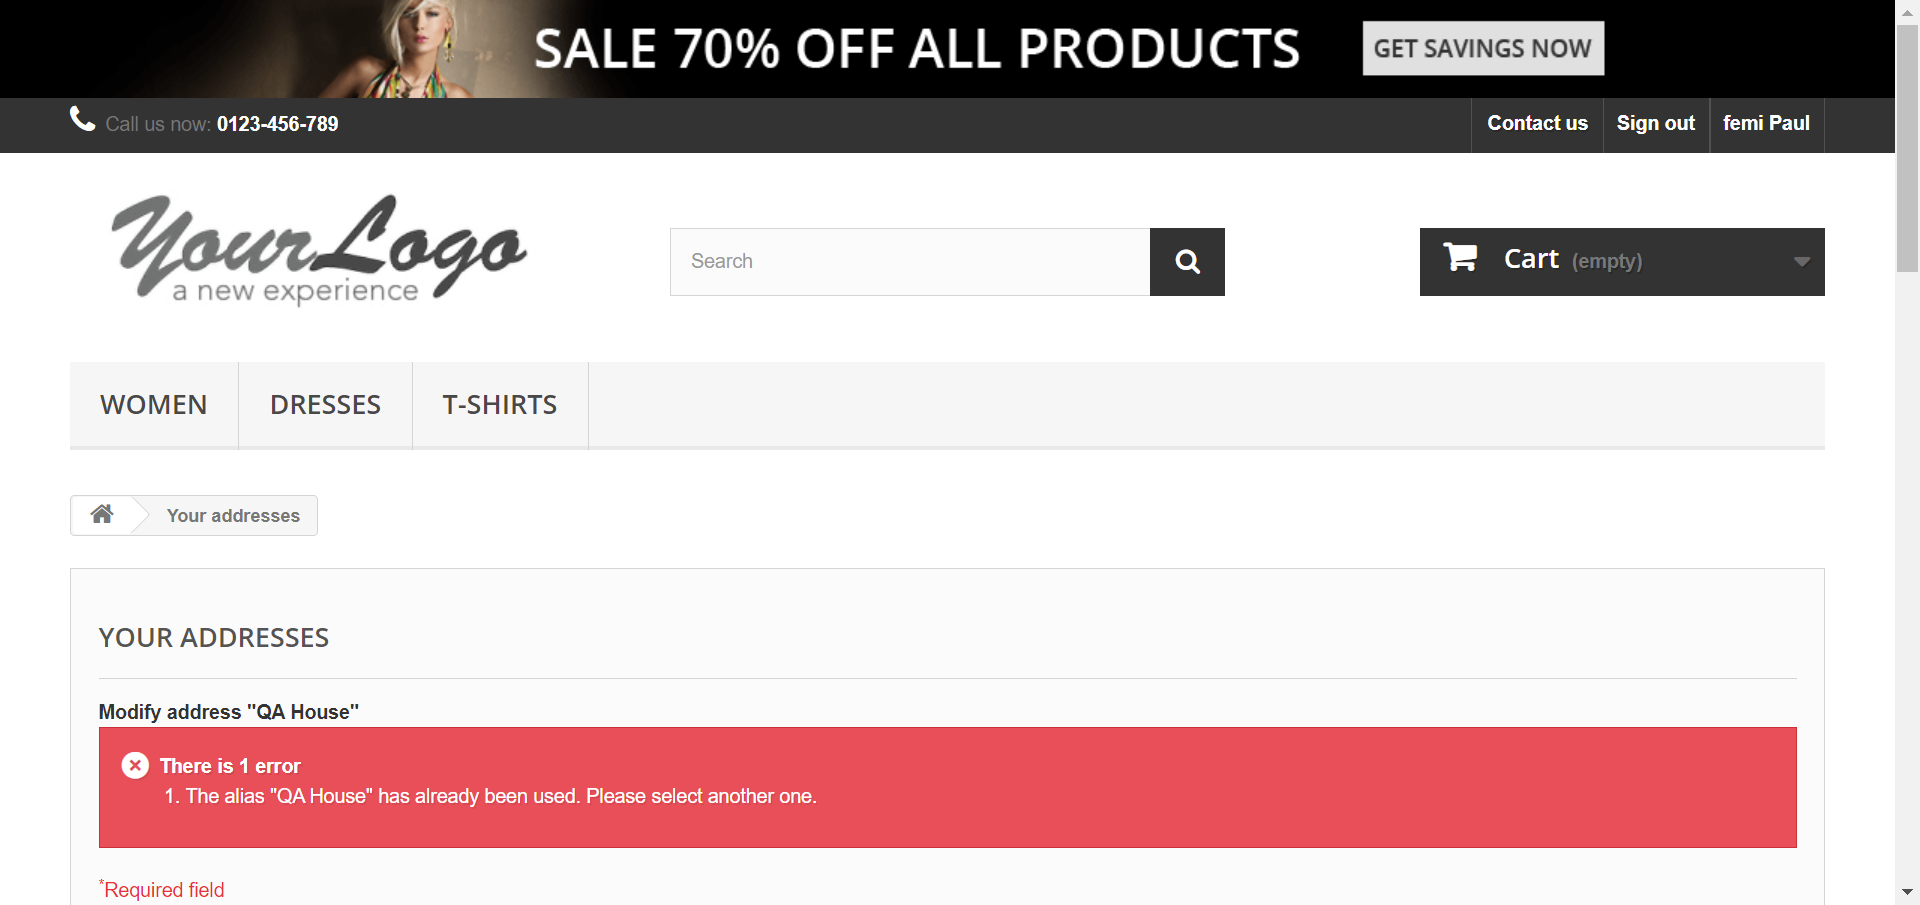 SALE 70% OFF ALL PRODUCTS
GET SAVINGS NOW
Call us now: 0123-456-789
Contact us
Sign out
femi Paul
YourLogo
a new experience
Search
Cart (empty)
WOMEN
DRESSES
T-SHIRTS
Your addresses
YOUR ADDRESSES
Modify address "QA House"
There is 1 error
1. The alias "QA House" has already been used. Please select another one.
*Required field